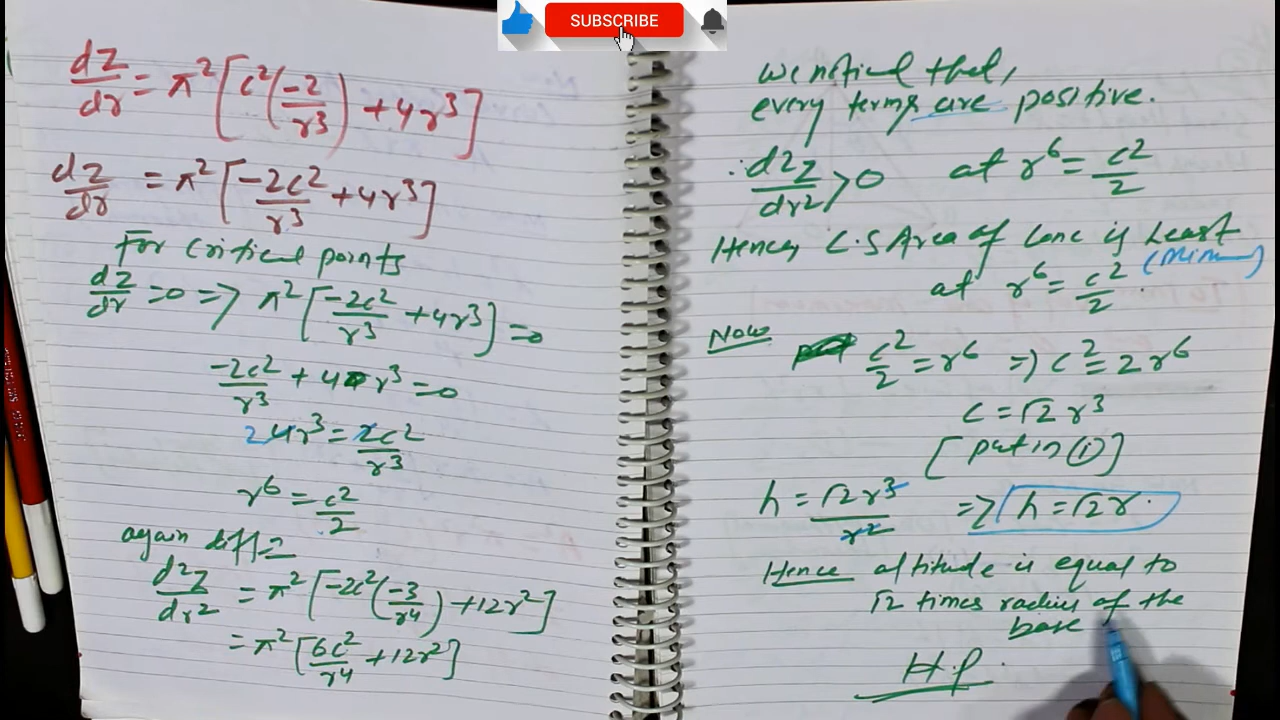 SUBSCRIBE
dz/dr = π²[c²(-2/r³) + 4r³]
dz/dr = π²[-2c²/r³ + 4r³]
For critical points
dz/dr = 0 => π²[-2c²/r³ + 4r³] = 0
-2c²/r³ + 4r³ = 0
2 4r³ = 2c²/r³
r⁶ = c²/2
again diff
d²z/dr² = π²[-2c²(-3/r⁴) + 12r²]
= π²[6c²/r⁴ + 12r²]
we noticed that,
every terms are positive.
∴ d²z/dr² > 0 at r⁶ = c²/2
Hence, C.S Area of Cone is least
at r⁶ = c²/2.
Now
c²/2 = r⁶ => c² = 2r⁶
c = √2 r³
[put in ①]
h = √2 r³/r² => h = √2 r.
Hence altitude is equal to
√2 times radius of the
base
H.P.